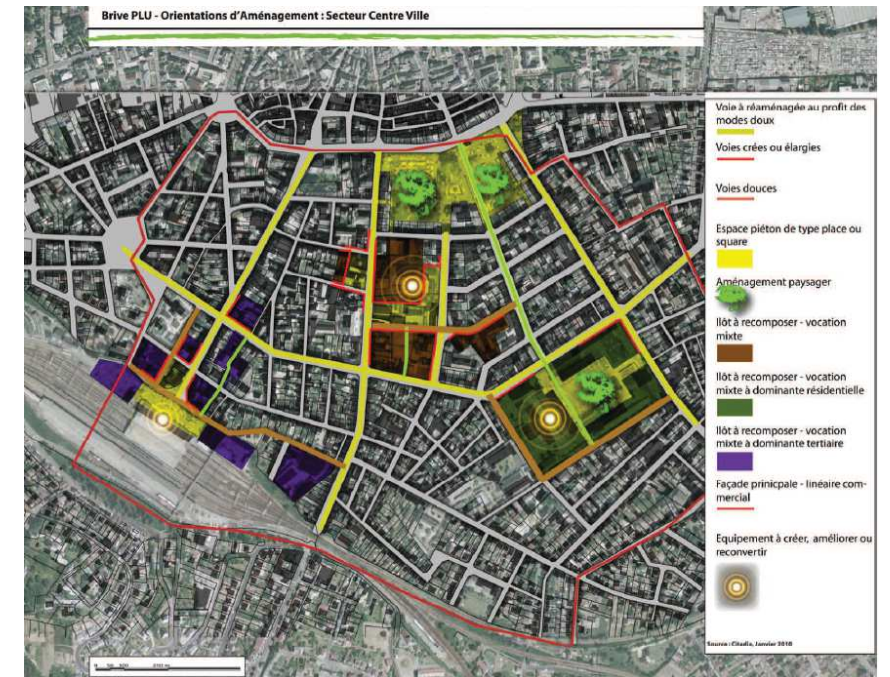 Brive PLU - Orientations d'Aménagement : Secteur Centre Ville
Voie à réaménagée au profit des
modes doux
Voies crées ou élargies
Voies douces
Espace piéton de type place ou
square
Aménagement paysager
Ilôt à recomposer - vocation
mixte
Ilôt à recomposer - vocation
mixte à dominante résidentielle
Ilôt à recomposer - vocation
mixte à dominante tertiaire
Façade prinicpale - linéaire com-
mercial
Equipement à créer, améliorer ou
reconvertir
Source : Citadia, Janvier 2010